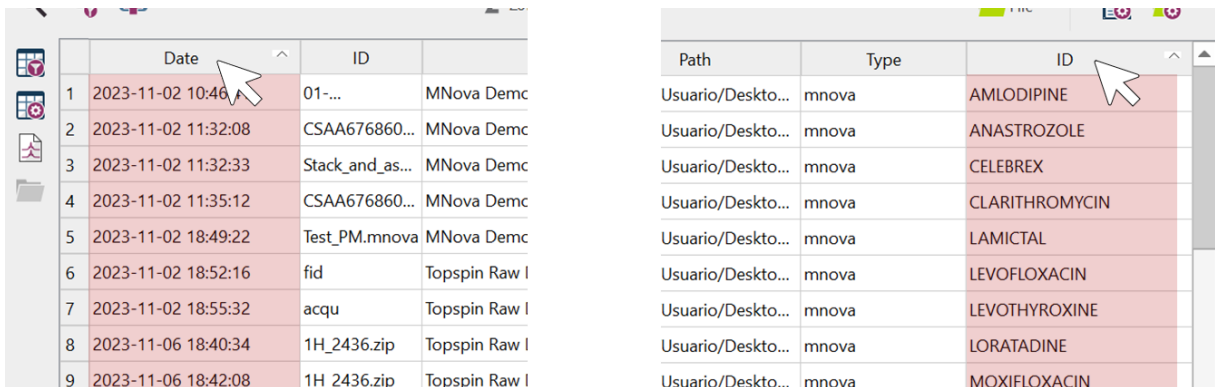 Date ID
1 2023-11-02 10:46 01-... MNova Demo
2 2023-11-02 11:32:08 CSAA676860... MNova Demo
3 2023-11-02 11:32:33 Stack_and_as... MNova Demo
4 2023-11-02 11:35:12 CSAA676860... MNova Demo
5 2023-11-02 18:49:22 Test_PM.mnova MNova Demo
6 2023-11-02 18:52:16 fid Topspin Raw
7 2023-11-02 18:55:32 acqu Topspin Raw
8 2023-11-06 18:40:34 1H_2436.zip Topspin Raw
9 2023-11-06 18:42:08 1H_2436.zip Topspin Raw
File
Path Type ID
Usuario/Deskto... mnova AMLODIPINE
Usuario/Deskto... mnova ANASTROZOLE
Usuario/Deskto... mnova CELEBREX
Usuario/Deskto... mnova CLARITHROMYCIN
Usuario/Deskto... mnova LAMICTAL
Usuario/Deskto... mnova LEVOFLOXACIN
Usuario/Deskto... mnova LEVOTHYROXINE
Usuario/Deskto... mnova LORATADINE
Usuario/Deskto... mnova MOXIFLOXACIN